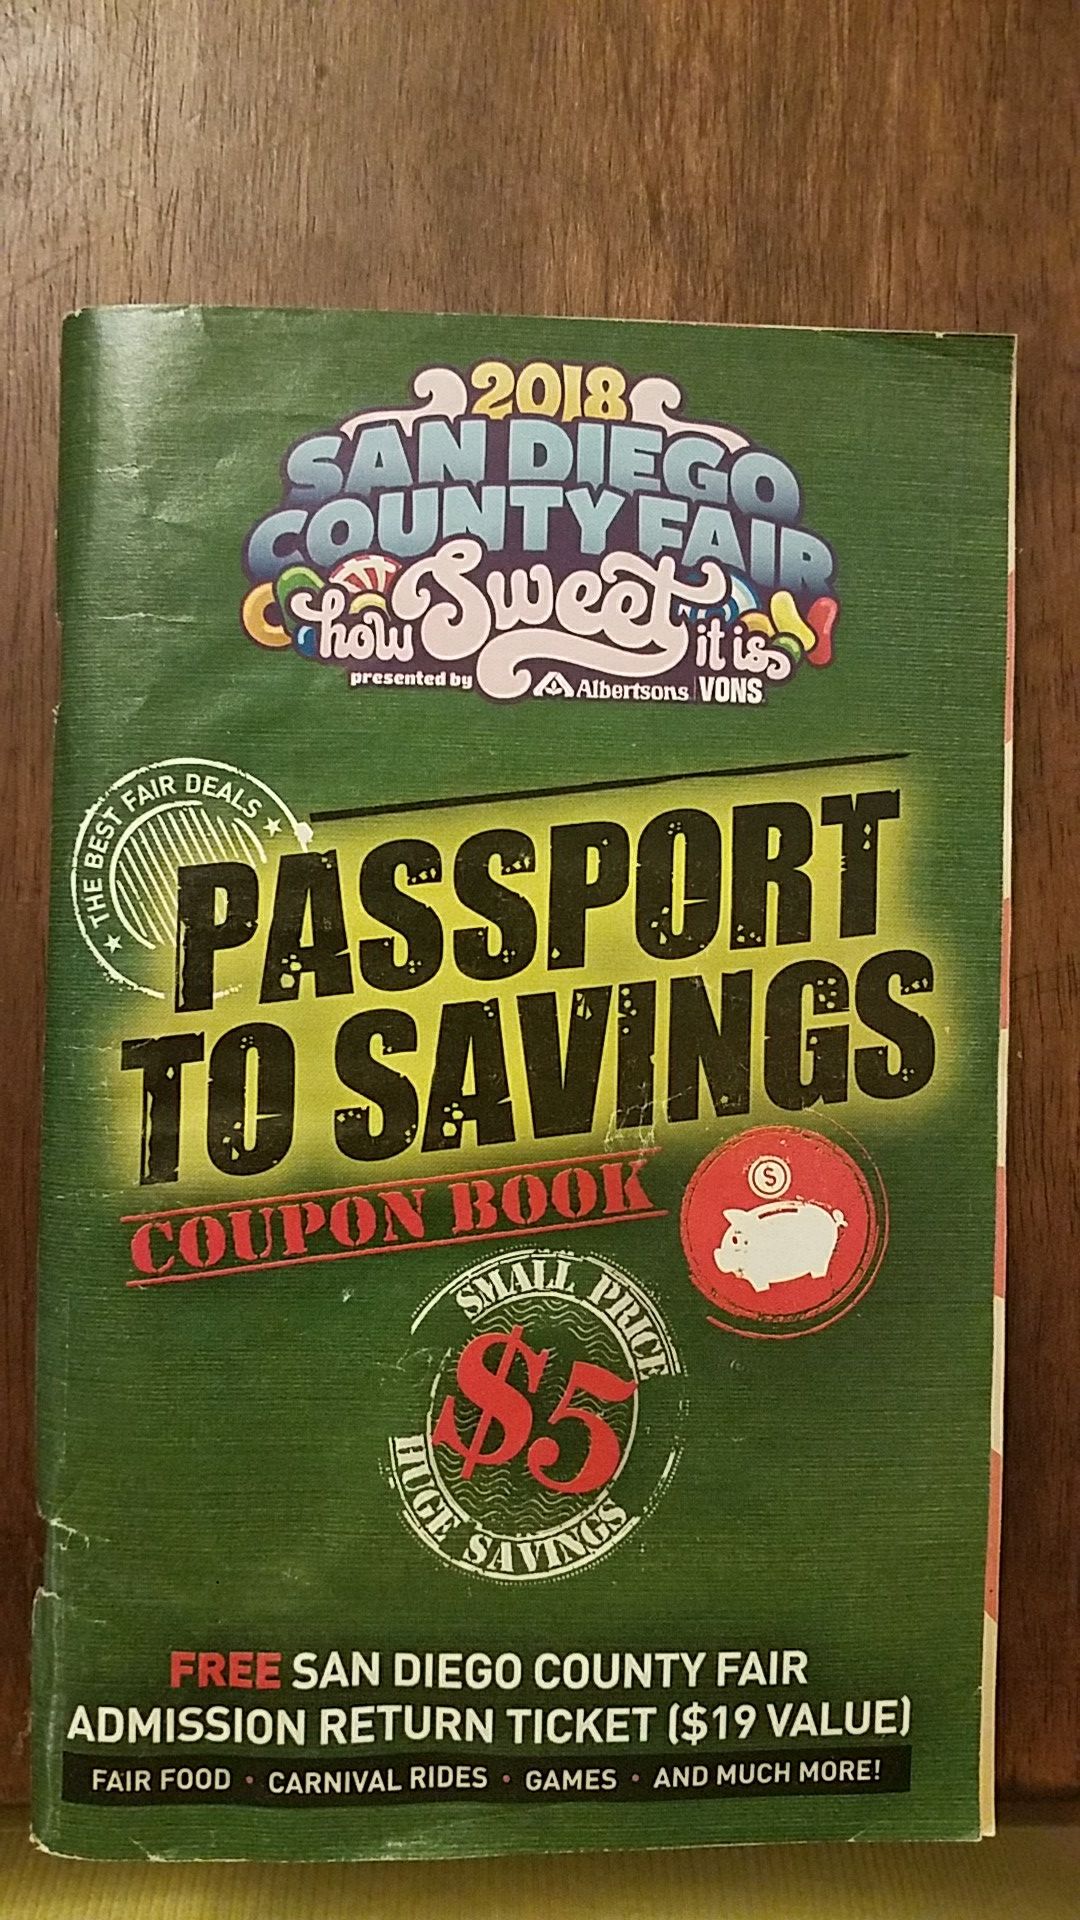 2018
SAN DIEGO
COUNTY FAIR
how Sweet it is
presented by Albertsons VONS
THE BEST FAIR DEALS
PASSPORT
TO SAVINGS
COUPON BOOK
$
SMALL PRICE
$5
HUGE SAVINGS
FREE SAN DIEGO COUNTY FAIR
ADMISSION RETURN TICKET ($19 VALUE)
FAIR FOOD • CARNIVAL RIDES • GAMES • AND MUCH MORE!